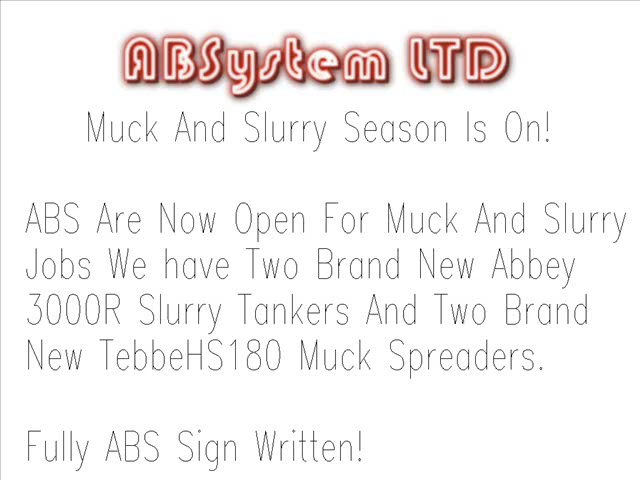 ABSystem LTD
Muck And Slurry Season Is On!
ABS Are Now Open For Muck And Slurry
Jobs We have Two Brand New Abbey
3000R Slurry Tankers And Two Brand
New TebbeHS180 Muck Spreaders.
Fully ABS Sign Written!